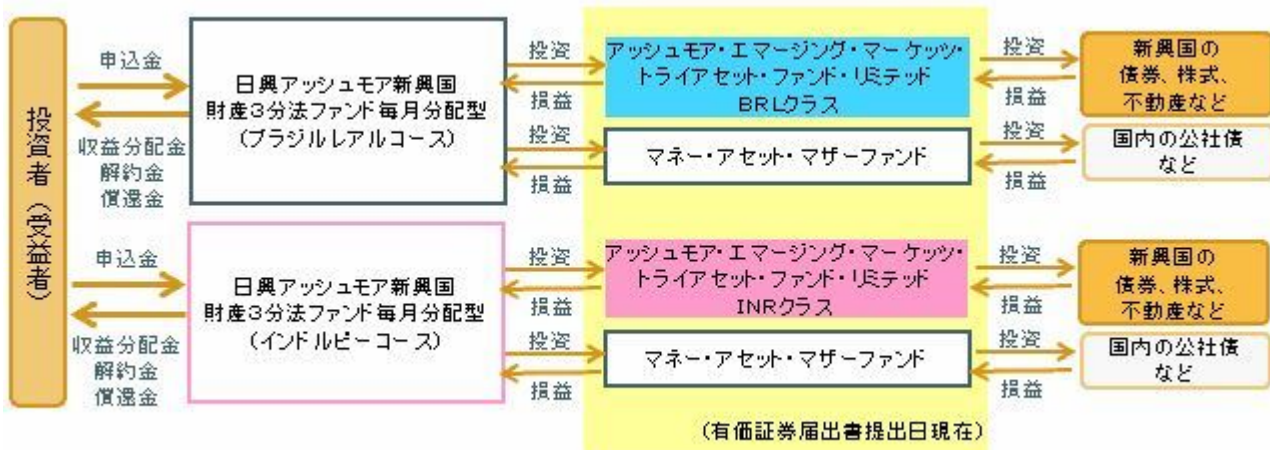 投資者（受益者）
申込金
収益分配金
解約金
償還金
日興アッシュモア新興国
財産３分法ファンド毎月分配型
（ブラジルレアルコース）
投資
損益
投資
損益
アッシュモア・エマージング・マーケッツ・
トライアセット・ファンド・リミテッド
BRLクラス
マネー・アセット・マザーファンド
投資
損益
投資
損益
新興国の
債券、株式、
不動産など
国内の公社債
など
申込金
収益分配金
解約金
償還金
日興アッシュモア新興国
財産３分法ファンド毎月分配型
（インドルピーコース）
投資
損益
投資
損益
アッシュモア・エマージング・マーケッツ・
トライアセット・ファンド・リミテッド
INRクラス
マネー・アセット・マザーファンド
投資
損益
投資
損益
新興国の
債券、株式、
不動産など
国内の公社債
など
（有価証券届出書提出日現在）